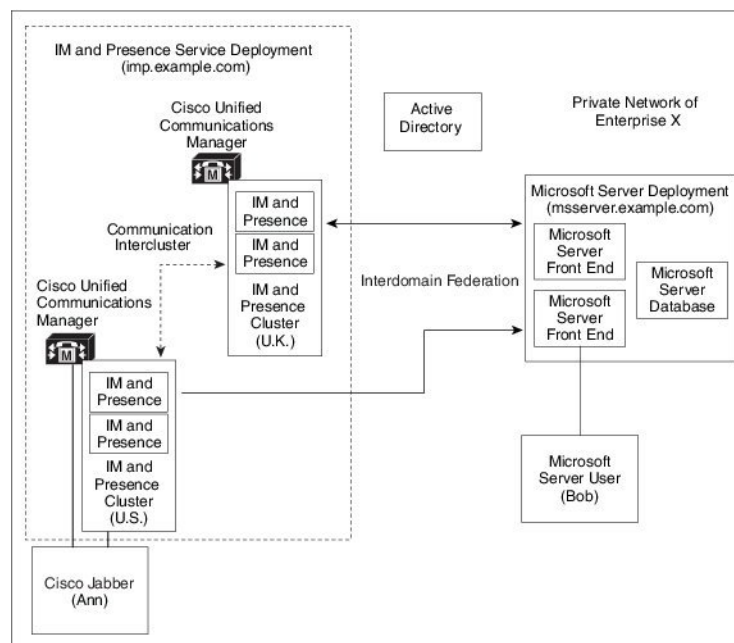 IM and Presence Service Deployment
(imp.example.com)
Cisco Unified
Communications
Manager
M
IM and
Presence
IM and
Presence
IM and
Presence
Cluster
(U.K.)
Communication
Intercluster
Cisco Unified
Communications
Manager
M
IM and
Presence
IM and
Presence
IM and
Presence
Cluster
(U.S.)
Cisco Jabber
(Ann)
Active
Directory
Private Network of
Enterprise X
Interdomain Federation
Microsoft Server Deployment
(msserver.example.com)
Microsoft
Server
Front End
Microsoft
Server
Database
Microsoft
Server
Front End
Microsoft
Server User
(Bob)